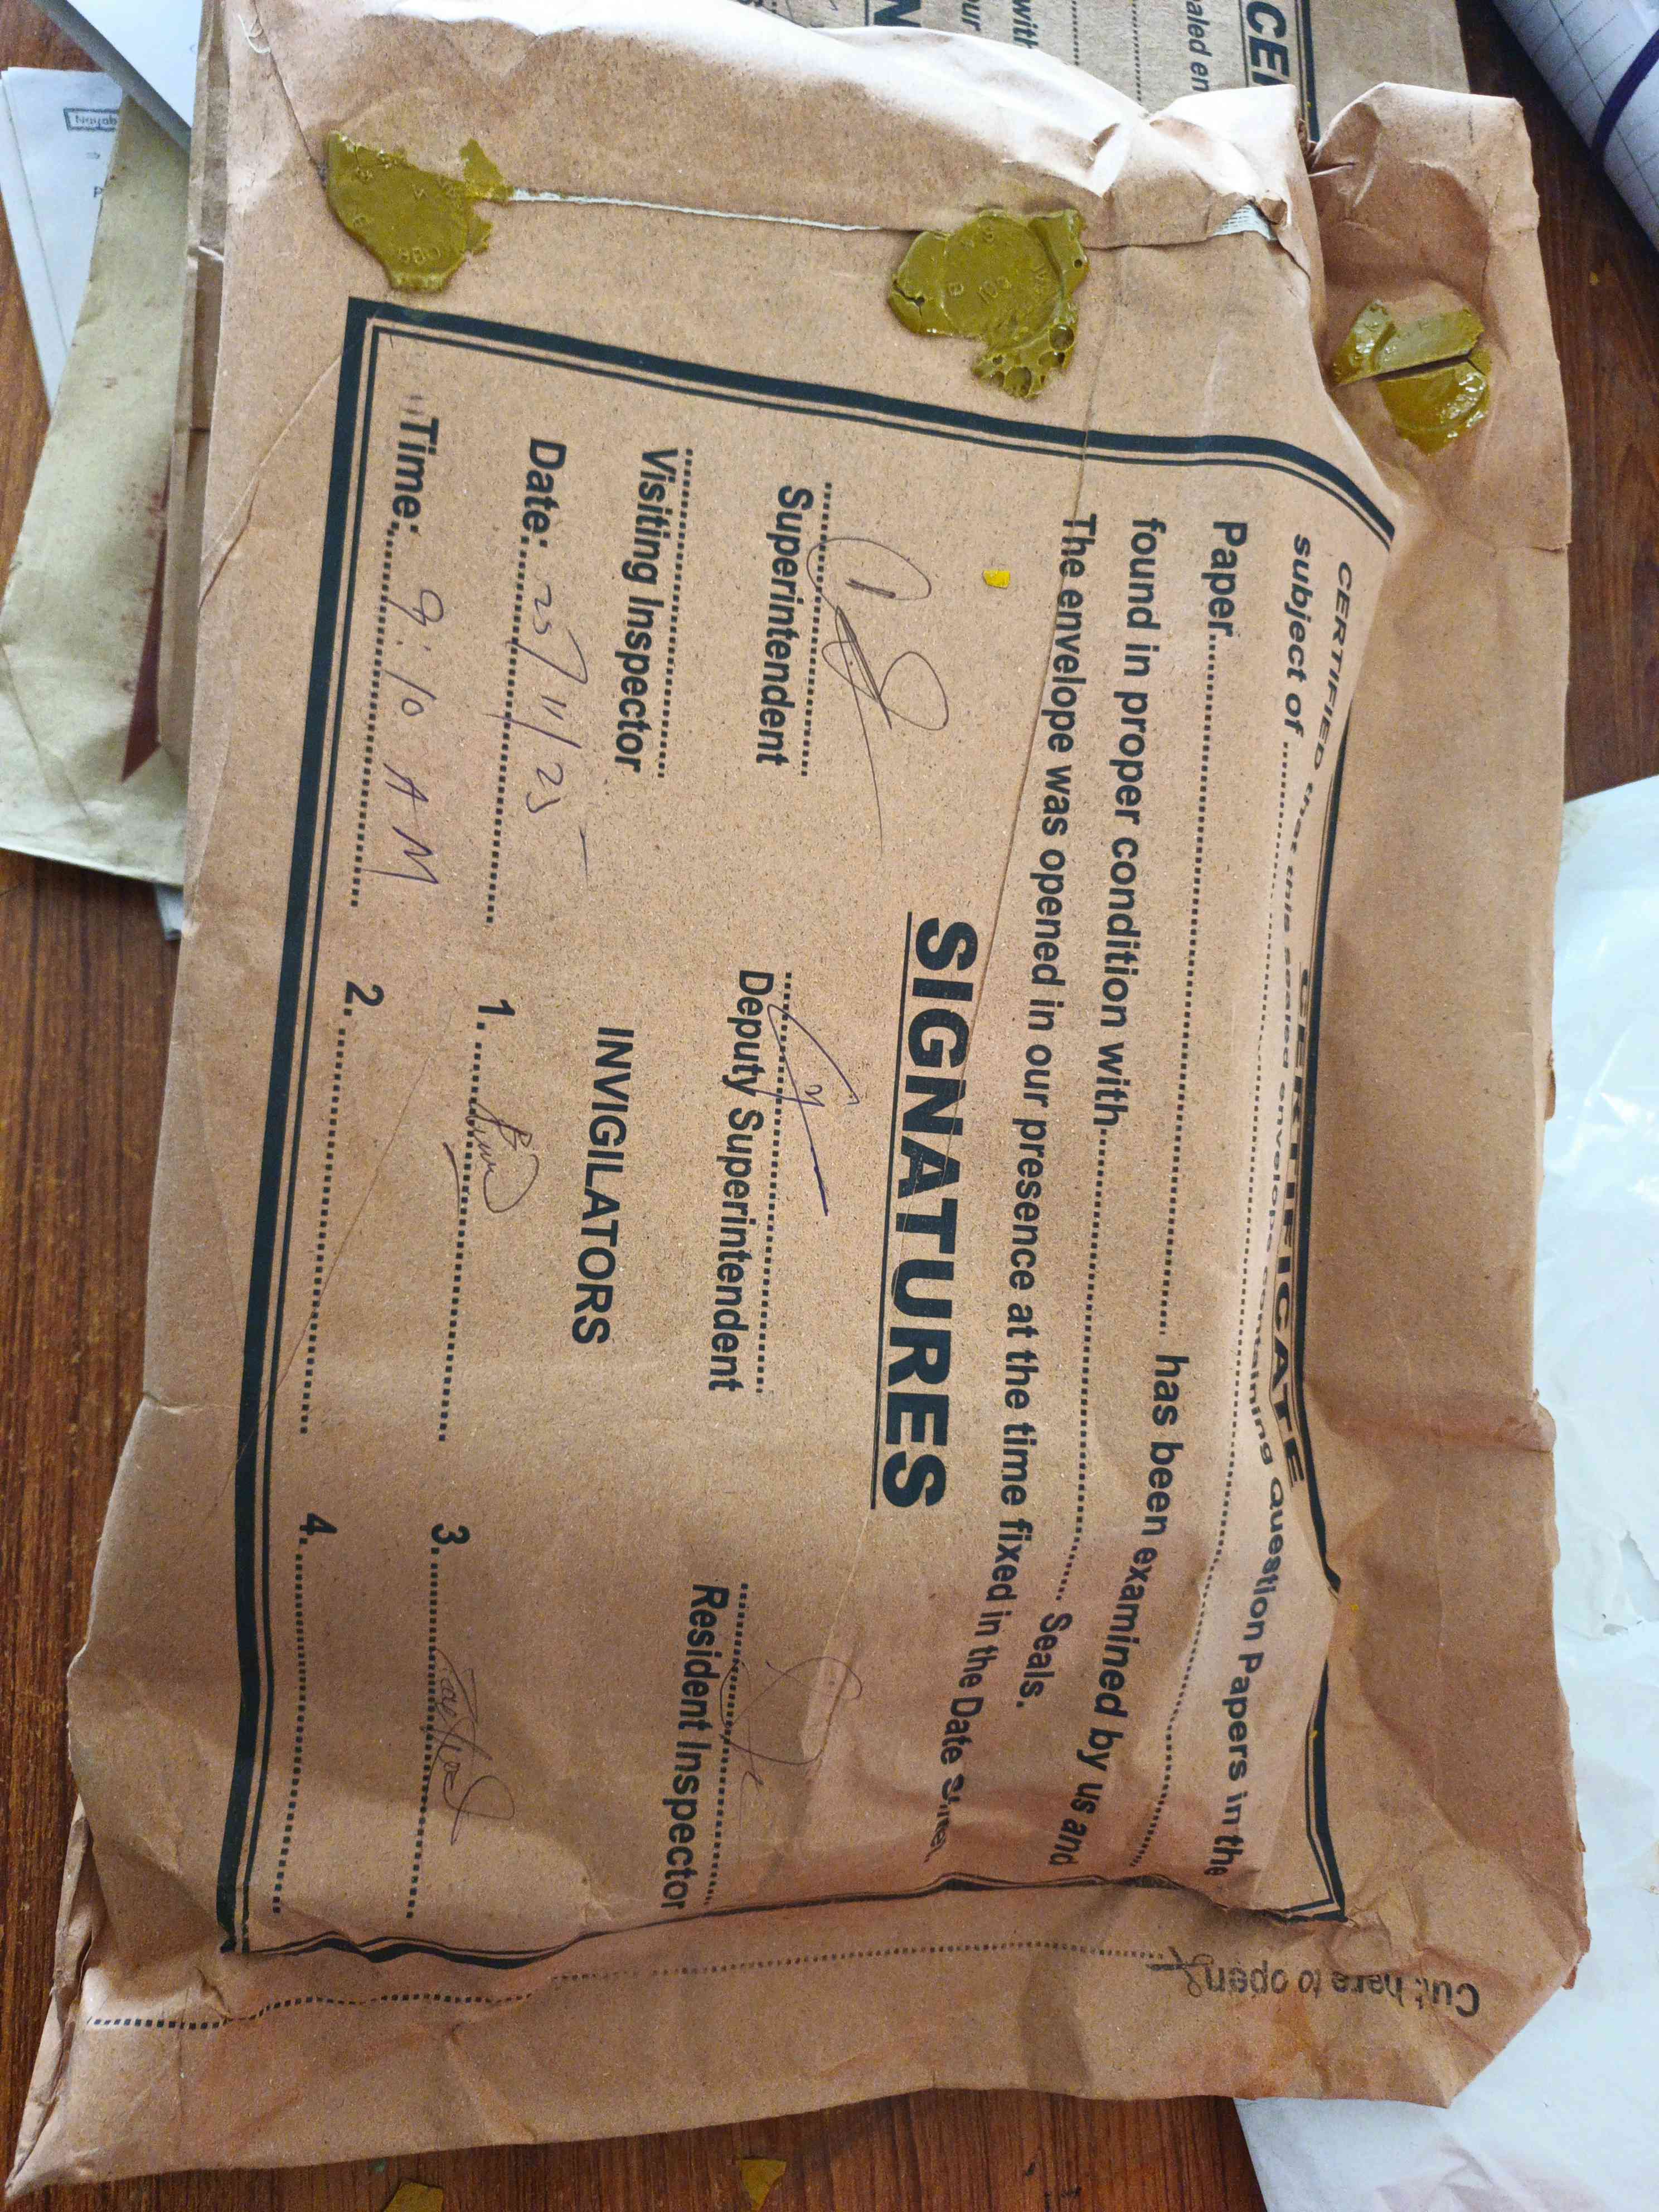 CERTIFICATE
CERTIFIED that this sealed envelope containing Question Papers in the
subject of ..........
Paper.......... has been examined by us and
found in proper condition with.......... Seals.
The envelope was opened in our presence at the time fixed in the Date
SIGNATURES
Superintendent
Deputy Superintendent
Resident Inspector
Visiting Inspector
INVIGILATORS
Date: 25/11/25
1.
3.
Time: 9:10 AM
2.
4.
Cut here to open